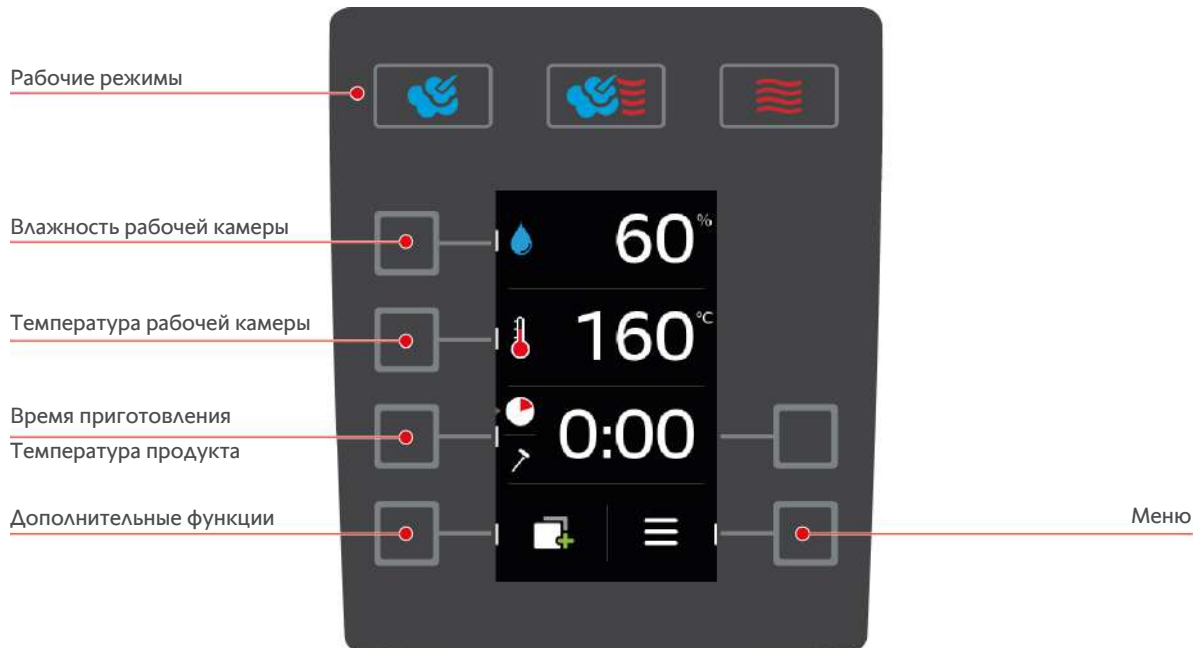 Рабочие режимы
Влажность рабочей камеры
60%
Температура рабочей камеры
160°C
Время приготовления
Температура продукта
0:00
Дополнительные функции
Меню